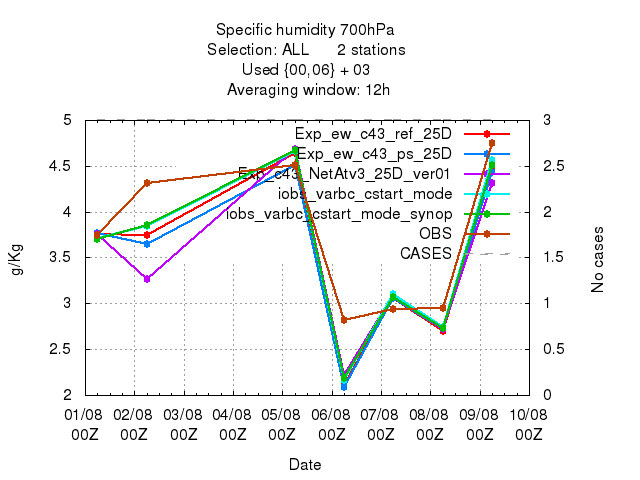 Specific humidity 700hPa
Selection: ALL 2 stations
Used {00,06} + 03
Averaging window: 12h
5
4.5
4
3.5
3
2.5
2
g/Kg
3
2.5
2
1.5
1
0.5
0
No cases
Exp_ew_c43_ref_25D
Exp_ew_c43_ps_25D
Exp_c43_NetAtv3_25D_ver01
iobs_varbc_cstart_mode
iobs_varbc_cstart_mode_synop
OBS
CASES
01/08 02/08 03/08 04/08 05/08 06/08 07/08 08/08 09/08 10/08
00Z 00Z 00Z 00Z 00Z 00Z 00Z 00Z 00Z 00Z
Date